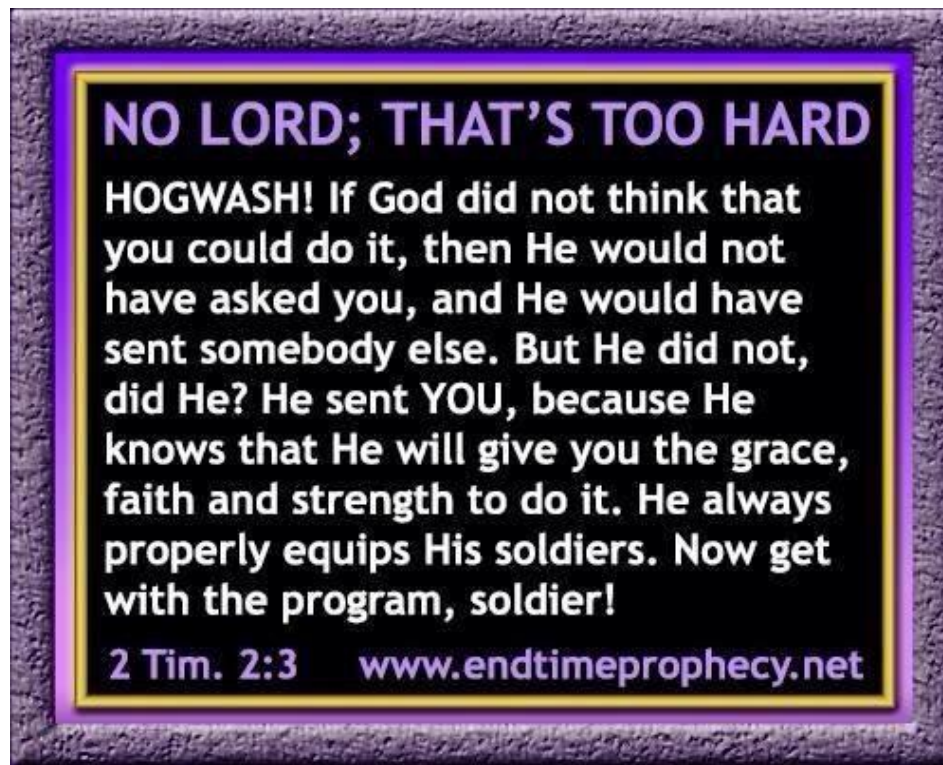 NO LORD; THAT'S TOO HARD
HOGWASH! If God did not think that
you could do it, then He would not
have asked you, and He would have
sent somebody else. But He did not,
did He? He sent YOU, because He
knows that He will give you the grace,
faith and strength to do it. He always
properly equips His soldiers. Now get
with the program, soldier!
2 Tim. 2:3 www.endtimeprophecy.net